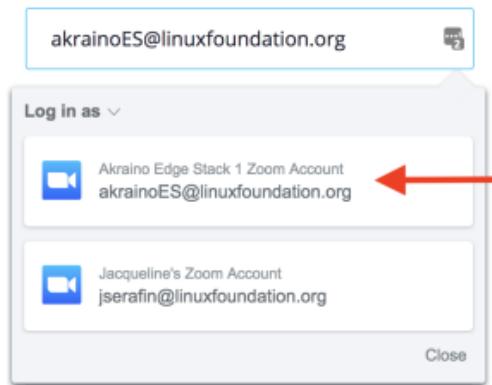 akrainoES@linuxfoundation.org
2
Log in as
Akraino Edge Stack 1 Zoom Account
akrainoES@linuxfoundation.org
Jacqueline's Zoom Account
jserafin@linuxfoundation.org
Close